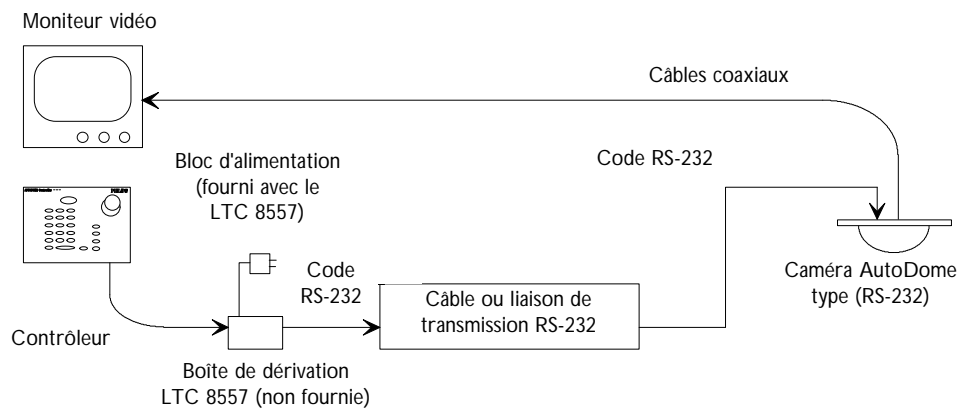 Moniteur vidéo
Câbles coaxiaux
Bloc d'alimentation
(fourni avec le
LTC 8557)
Code RS-232
Code
RS-232
Câble ou liaison de
transmission RS-232
Caméra AutoDome
type (RS-232)
Contrôleur
Boîte de dérivation
LTC 8557 (non fournie)